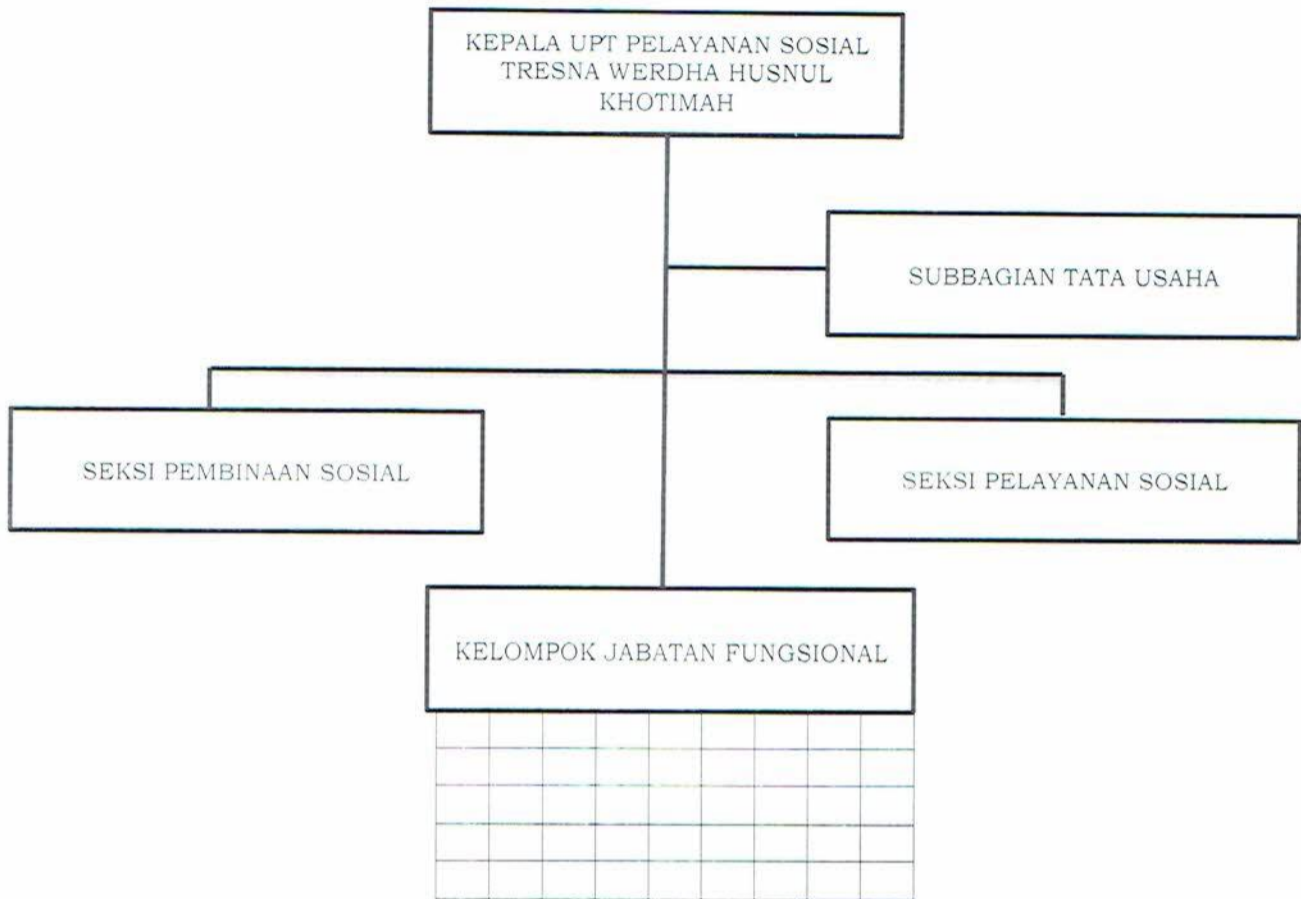 KEPALA UPT PELAYANAN SOSIAL
TRESNA WERDHA HUSNUL
KHOTIMAH
SUBBAGIAN TATA USAHA
SEKSI PEMBINAAN SOSIAL
SEKSI PELAYANAN SOSIAL
KELOMPOK JABATAN FUNGSIONAL